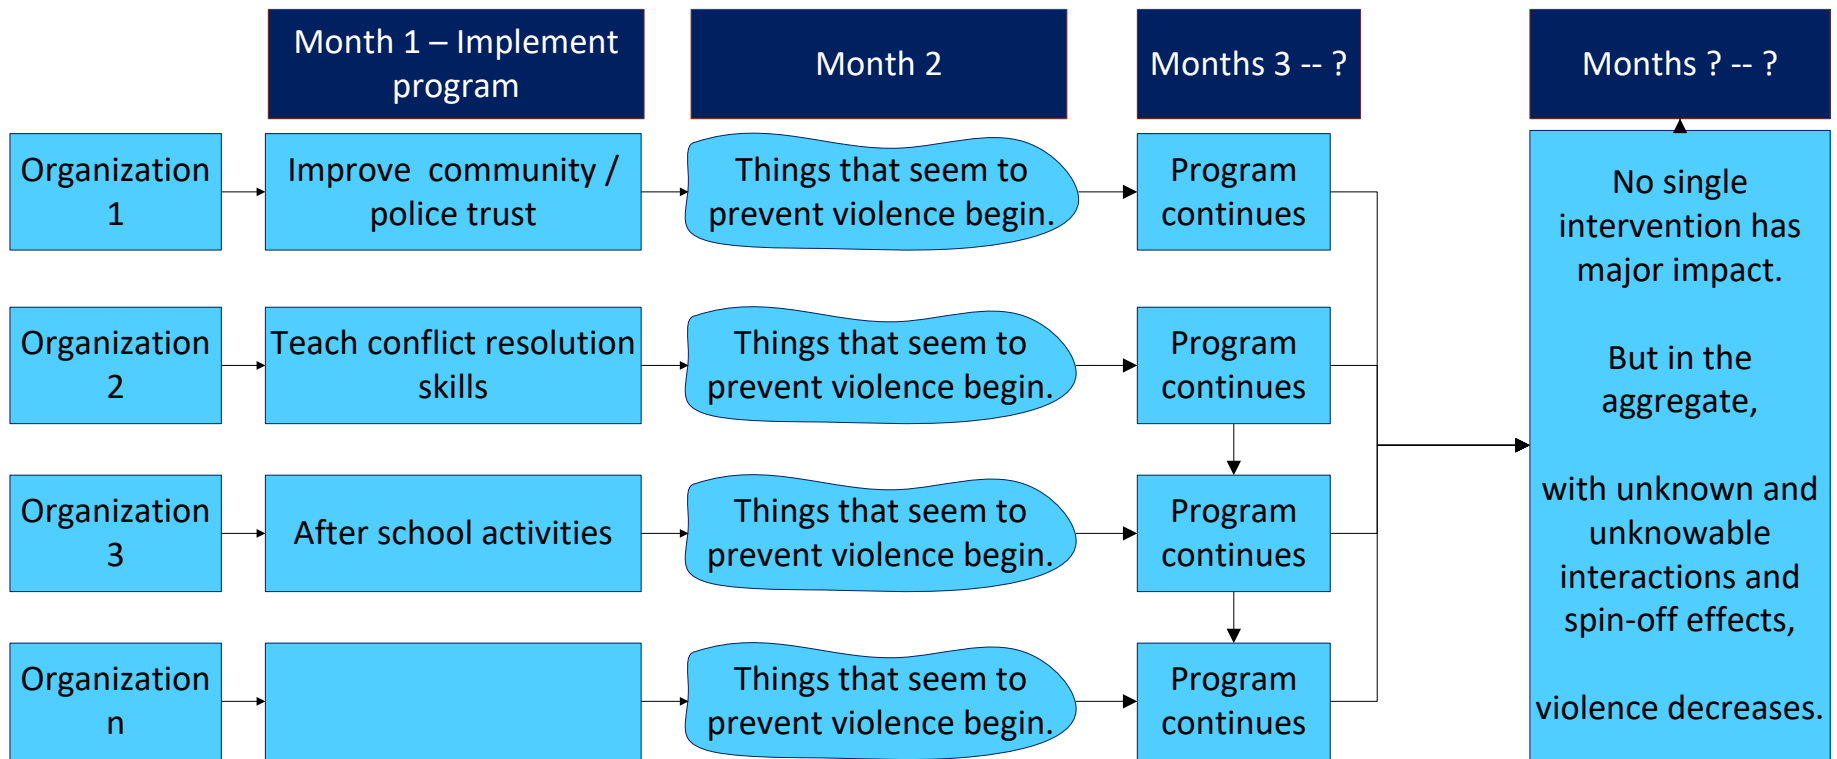 Month 1 – Implement
program
Month 2
Months 3 -- ?
Months ? -- ?
Organization
1
Improve  community /
police trust
Things that seem to
prevent violence begin.
Program
continues
Organization
2
Teach conflict resolution
skills
Things that seem to
prevent violence begin.
Program
continues
Organization
3
After school activities
Things that seem to
prevent violence begin.
Program
continues
Organization
n
Things that seem to
prevent violence begin.
Program
continues
No single
intervention has
major impact.
But in the
aggregate,
with unknown and
unknowable
interactions and
spin-off effects,
violence decreases.